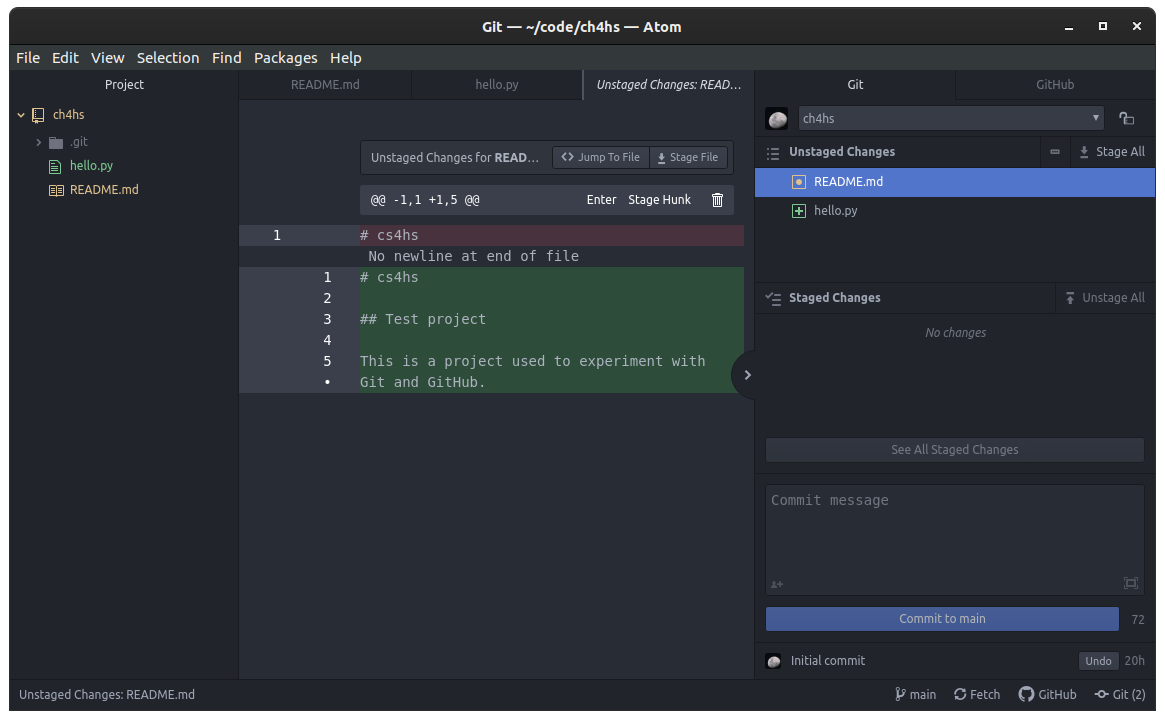 Git — ~/code/ch4hs — Atom
File Edit View Selection Find Packages Help
Project
ch4hs
.git
hello.py
README.md
README.md hello.py Unstaged Changes: READ…
Unstaged Changes for READ… Jump To File Stage File
@@ -1,1 +1,5 @@ Enter Stage Hunk
1 # cs4hs
No newline at end of file
1 # cs4hs
2
3 ## Test project
4
5 This is a project used to experiment with
• Git and GitHub.
Git GitHub
ch4hs
Unstaged Changes Stage All
README.md
hello.py
Staged Changes Unstage All
No changes
See All Staged Changes
Commit message
Commit to main 72
Initial commit Undo 20h
Unstaged Changes: README.md main Fetch GitHub Git (2)